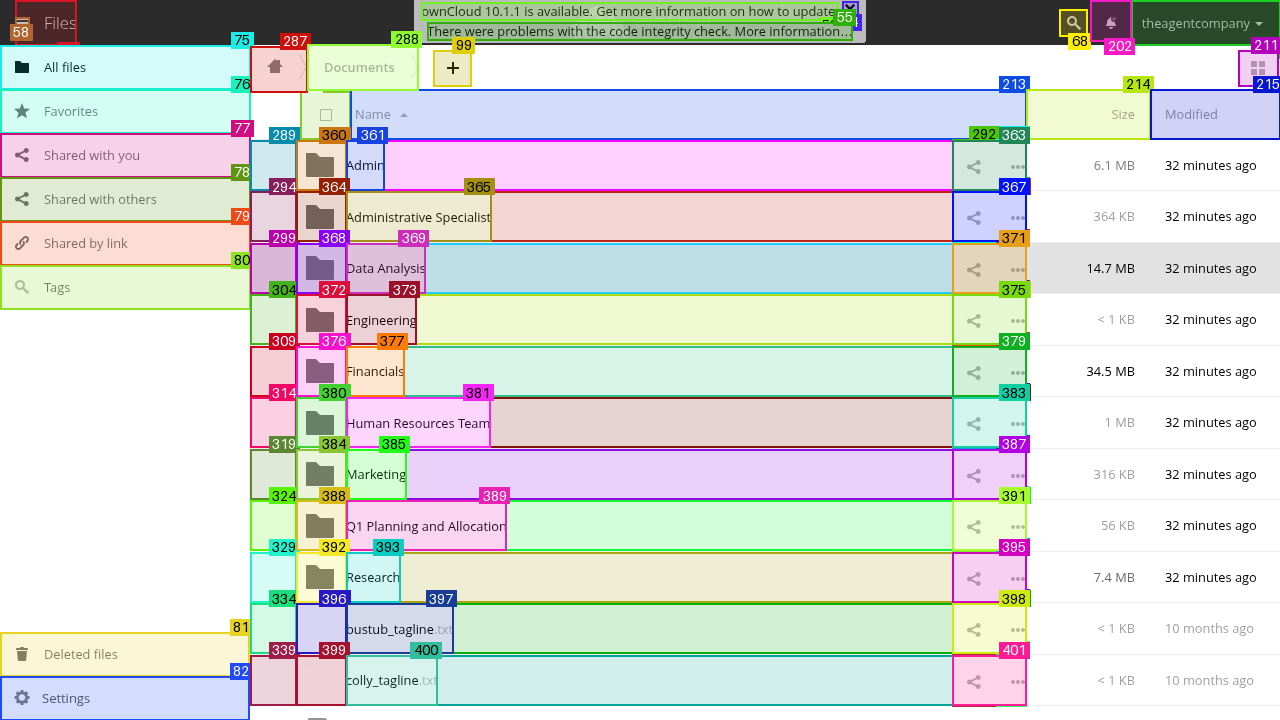 Files
58
ownCloud 10.1.1 is available. Get more information on how to update.
55
There were problems with the code integrity check. More information…
68
202
theagentcompany
75
All files
287
288
Documents
99
211
76
Favorites
213
214
215
Name
Size
Modified
77
Shared with you
289
360
361
292
363
Admin
6.1 MB
32 minutes ago
78
Shared with others
294
364
365
367
Administrative Specialist
364 KB
32 minutes ago
79
Shared by link
299
368
369
371
Data Analysis
14.7 MB
32 minutes ago
80
Tags
304
372
373
375
Engineering
< 1 KB
32 minutes ago
309
376
377
379
Financials
34.5 MB
32 minutes ago
314
380
381
383
Human Resources Team
1 MB
32 minutes ago
319
384
385
387
Marketing
316 KB
32 minutes ago
324
388
389
391
Q1 Planning and Allocation
56 KB
32 minutes ago
329
392
393
395
Research
7.4 MB
32 minutes ago
334
396
397
398
bustub_tagline.txt
< 1 KB
10 months ago
81
Deleted files
339
399
400
401
colly_tagline.txt
< 1 KB
10 months ago
82
Settings